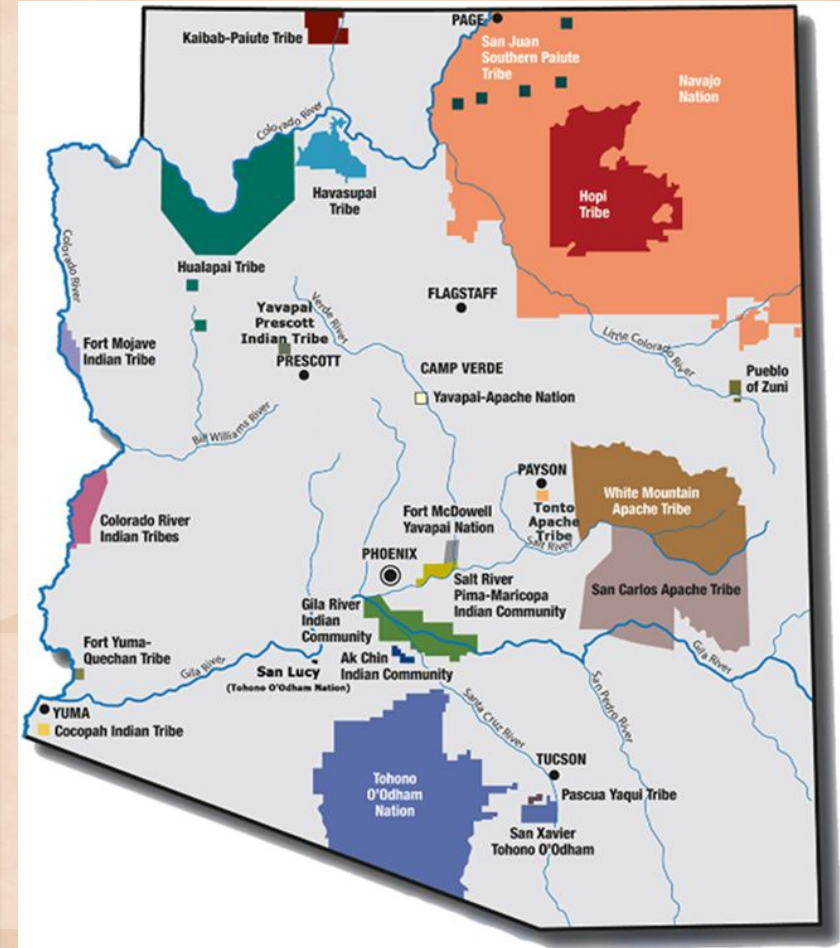 Kaibab-Paiute Tribe
PAGE
San Juan
Southern Paiute
Tribe
Navajo
Nation
Colorado River
Havasupai
Tribe
Hopi
Tribe
Colorado River
Hualapai Tribe
FLAGSTAFF
Verde River
Yavapai
Prescott
Indian Tribe
PRESCOTT
Fort Mojave
Indian Tribe
Little Colorado
River
CAMP VERDE
Yavapai-Apache Nation
Pueblo
of Zuni
Bill Williams River
PAYSON
Tonto
Apache
Tribe
White Mountain
Apache Tribe
Colorado River
Indian Tribes
Fort McDowell
Yavapai Nation
Salt River
PHOENIX
Salt River
Pima-Maricopa
Indian Community
San Carlos Apache Tribe
Gila River
Indian
Community
Fort Yuma-
Quechan Tribe
Gila River
San Lucy
(Tohono O'Odham Nation)
Ak Chin
Indian Community
Gila River
Santa Cruz River
San Pedro River
YUMA
Cocopah Indian Tribe
TUCSON
Tohono
O'Odham
Nation
Pascua Yaqui Tribe
San Xavier
Tohono O'Odham